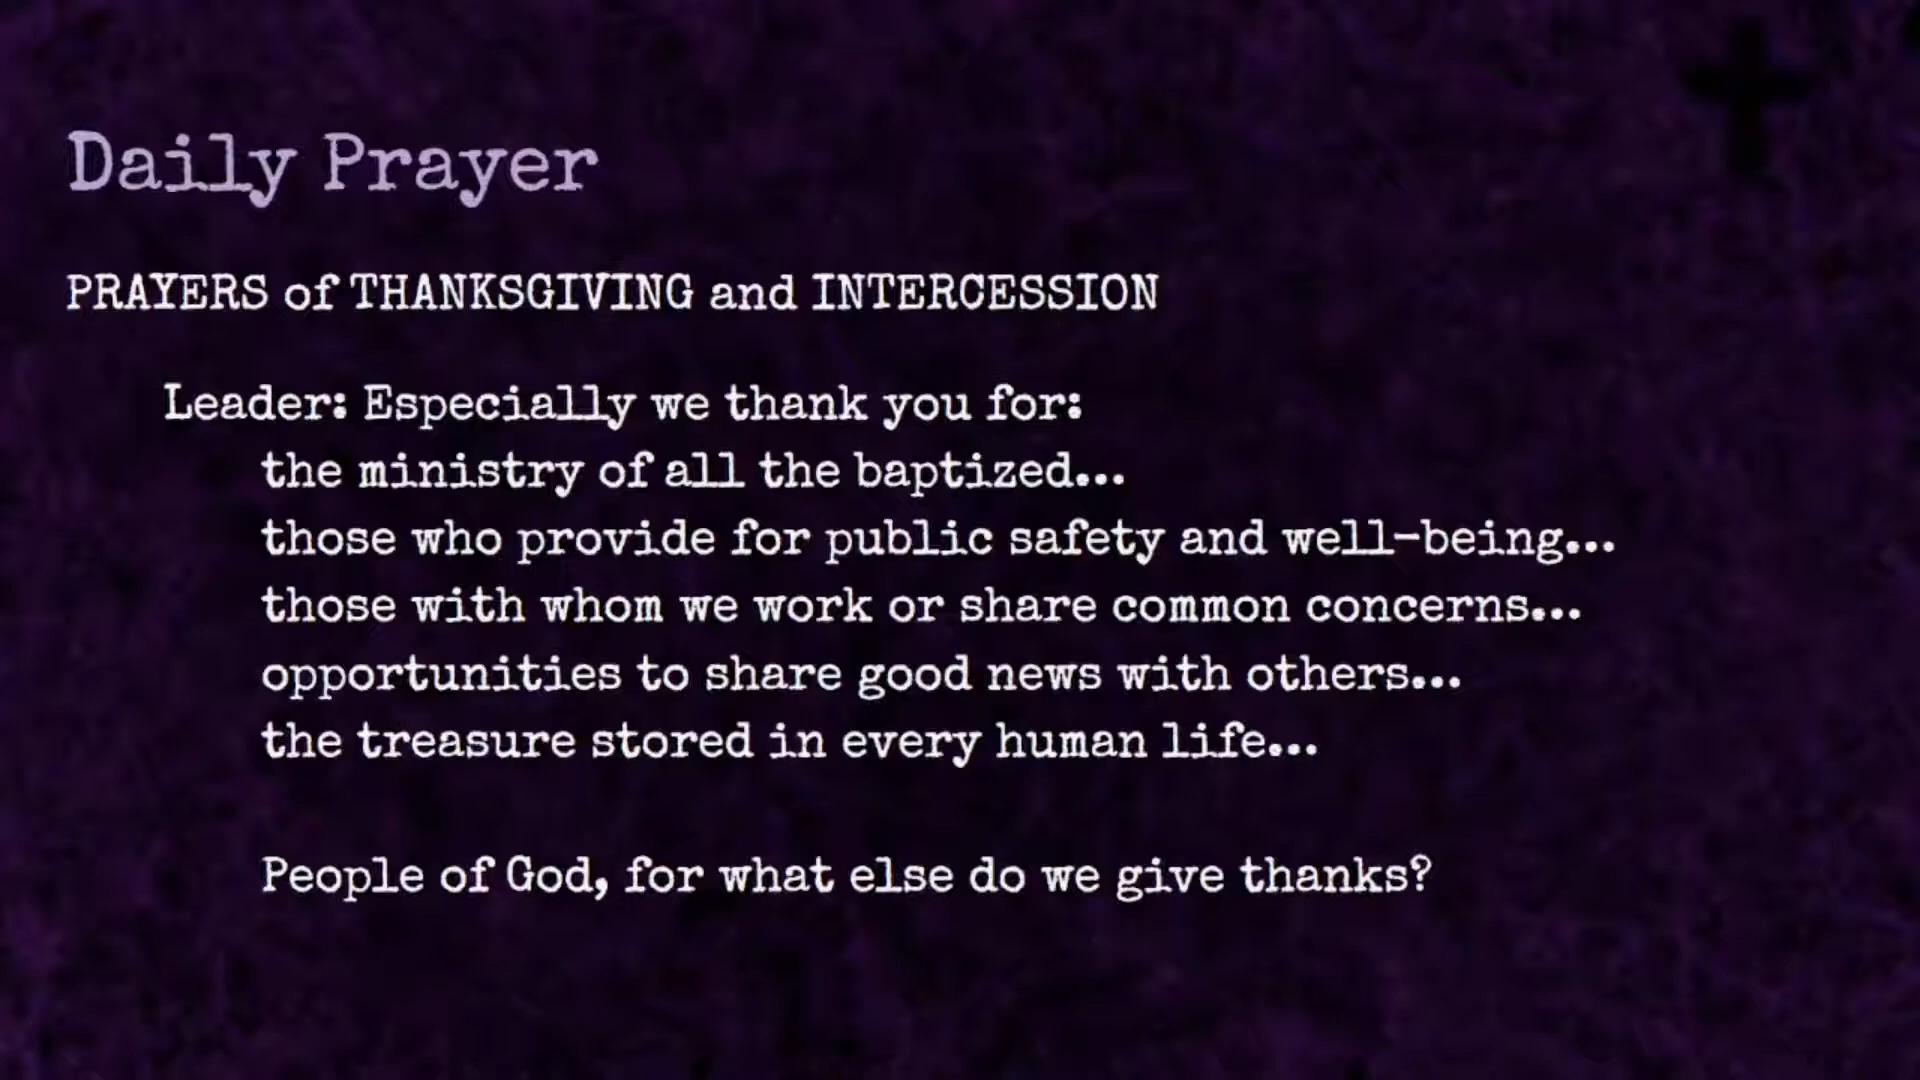 Daily Prayer
PRAYERS of THANKSGIVING and INTERCESSION
Leader: Especially we thank you for:
the ministry of all the baptized...
those who provide for public safety and well-being...
those with whom we work or share common concerns...
opportunities to share good news with others...
the treasure stored in every human life...
People of God, for what else do we give thanks?